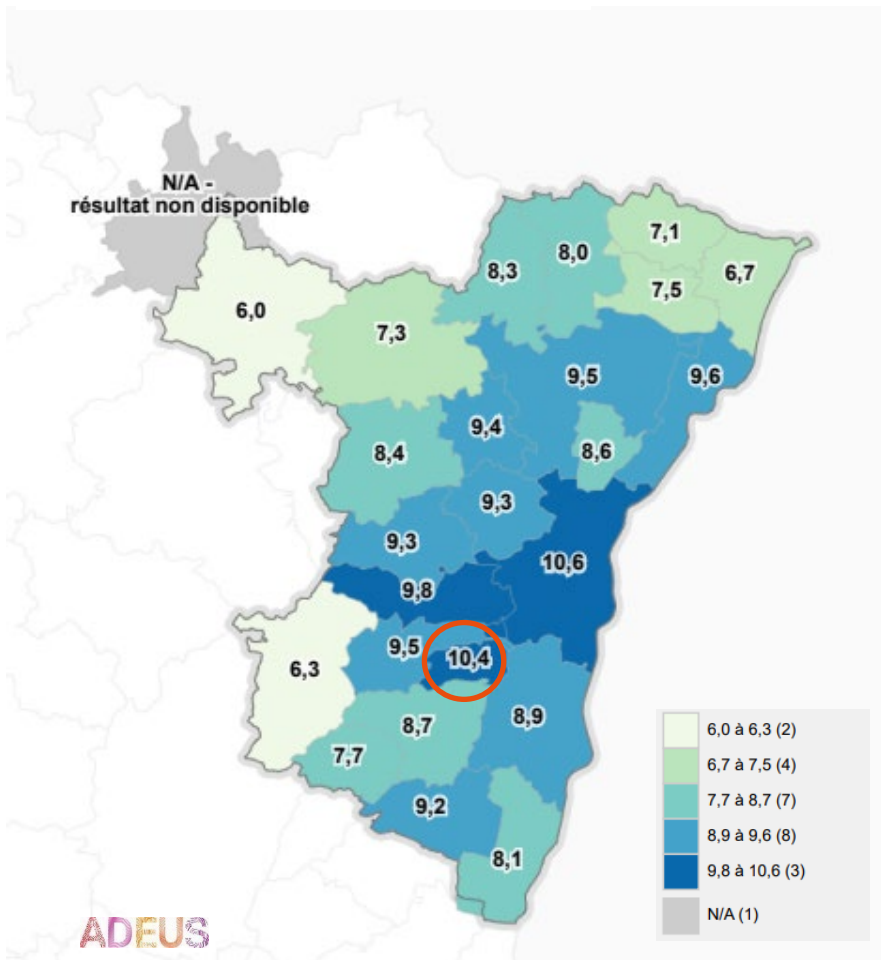 N/A -
résultat non disponible
7,1
8,0
8,3
6,7
7,5
6,0
7,3
9,5
9,6
9,4
8,4
8,6
9,3
9,3
10,6
9,8
9,5
10,4
6,3
8,9
8,7
7,7
9,2
8,1
6,0 à 6,3 (2)
6,7 à 7,5 (4)
7,7 à 8,7 (7)
8,9 à 9,6 (8)
9,8 à 10,6 (3)
N/A (1)
ADEUS